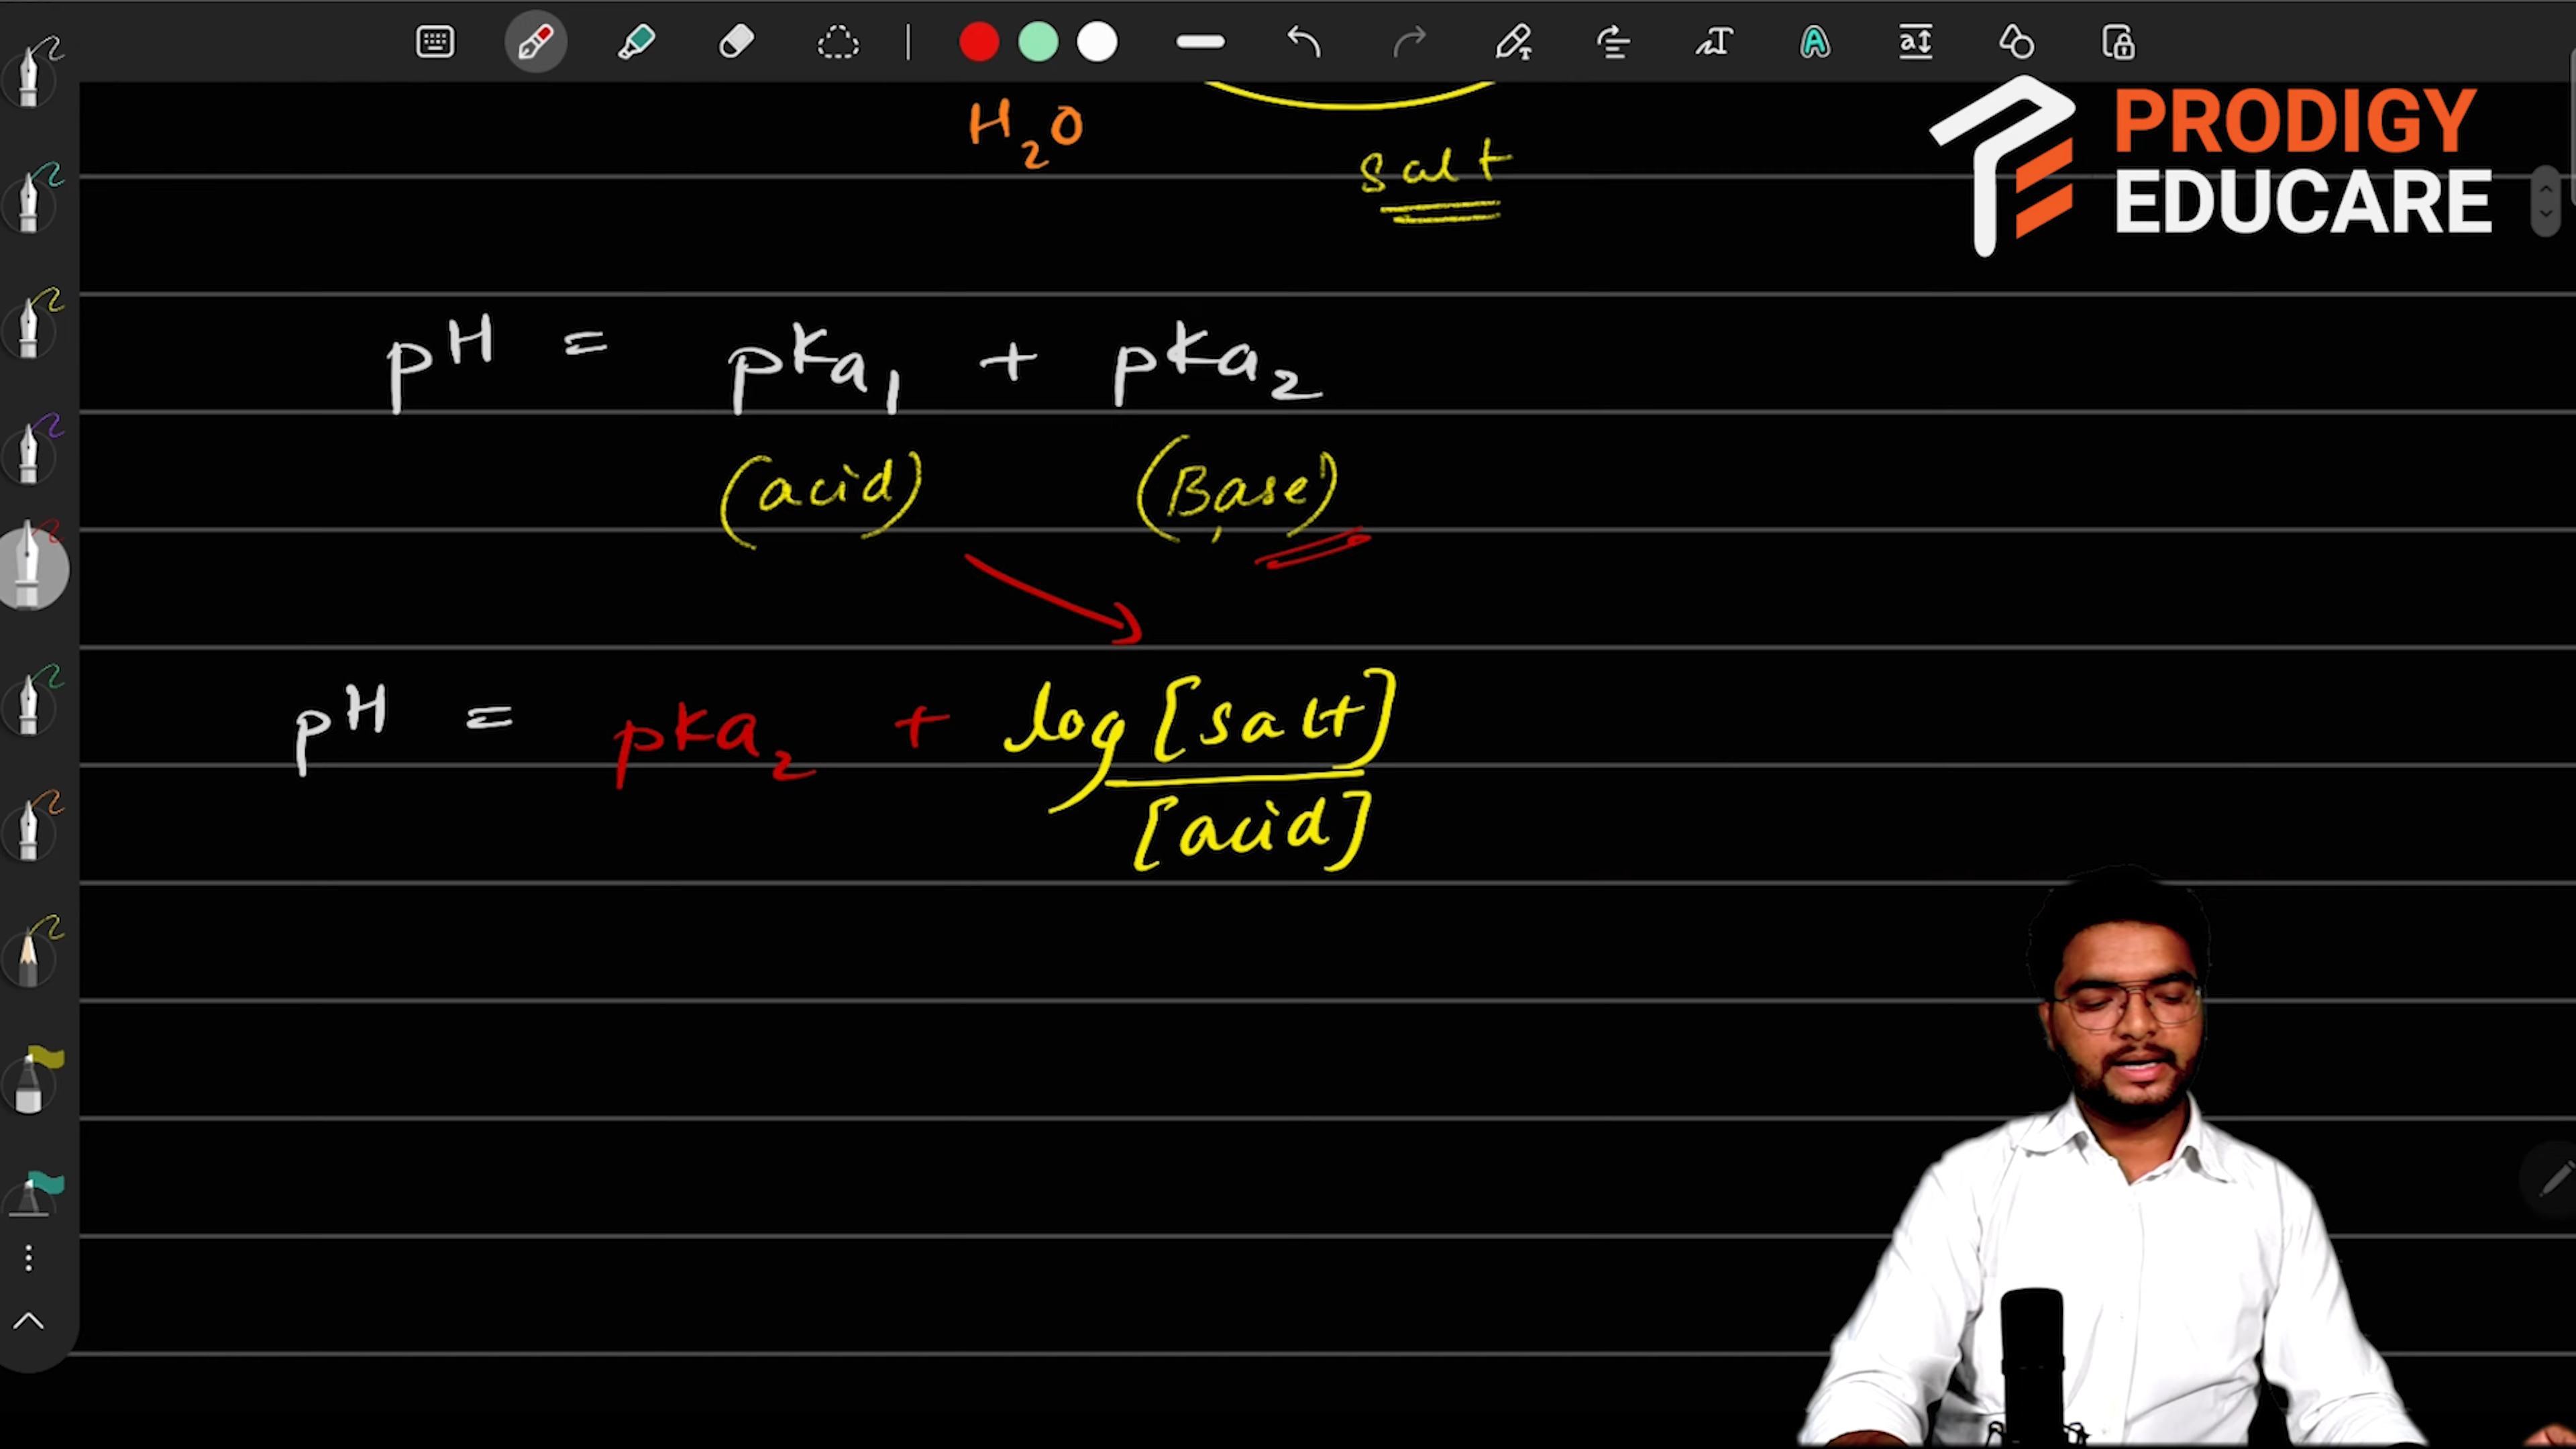 H2O
salt
PRODIGY
EDUCARE
pH = pka1 + pka2
(acid) (Base)
pH = pka2 + log [salt]
[acid]